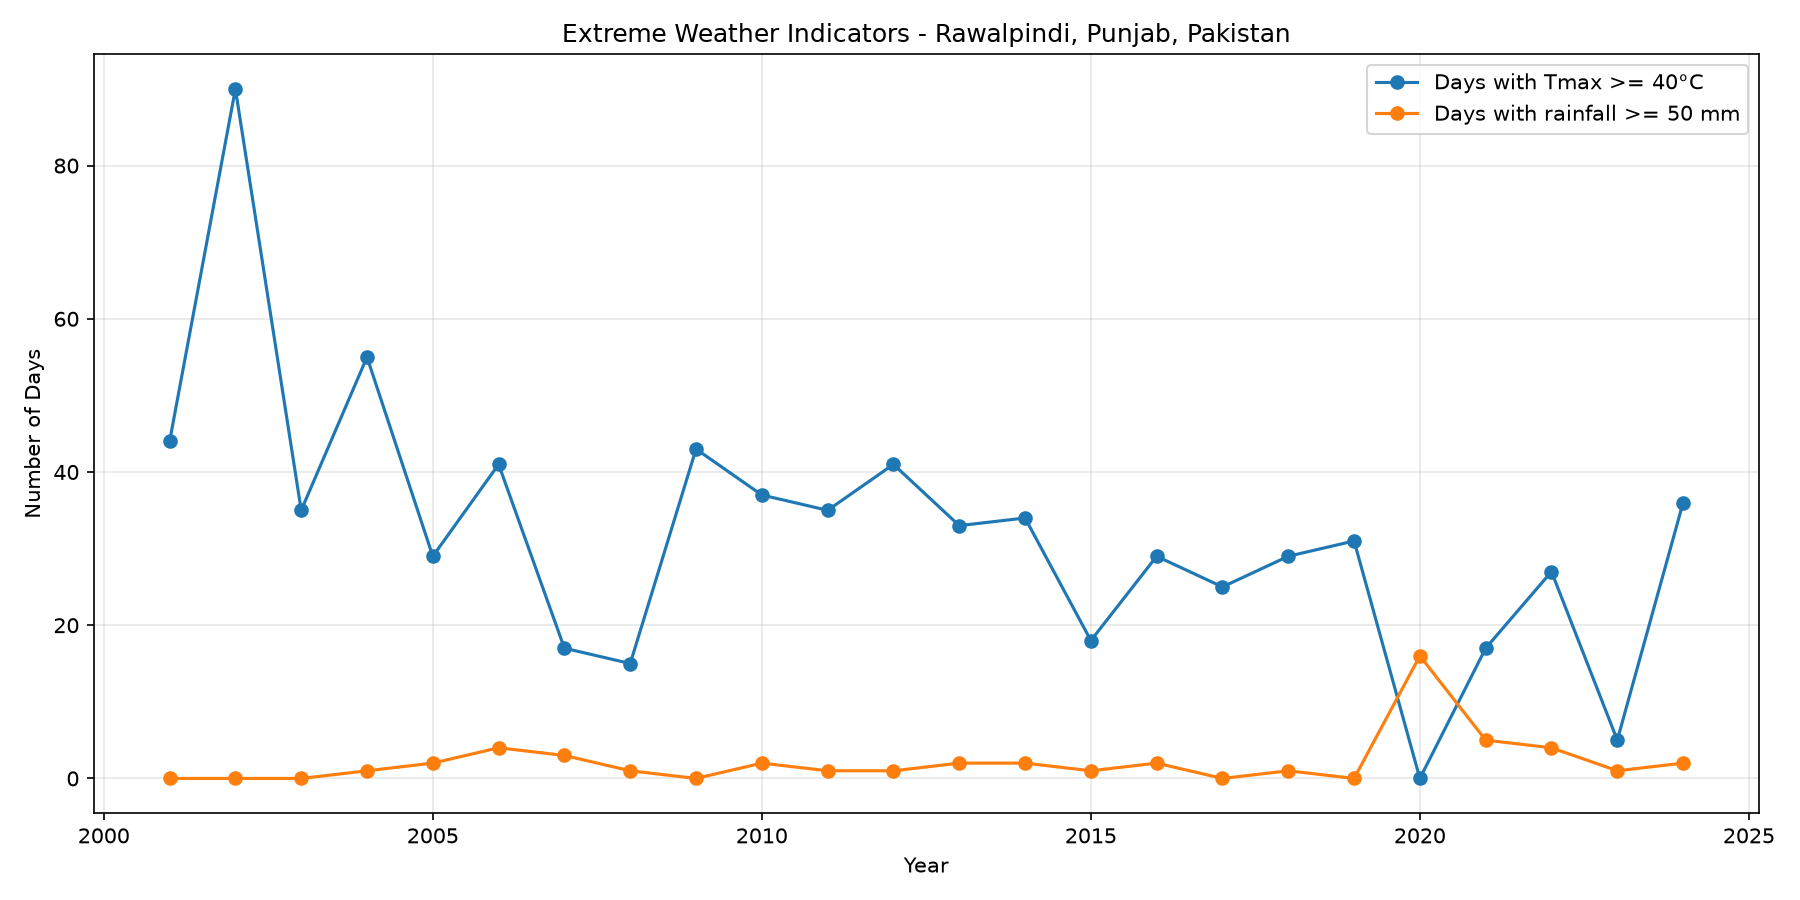 Extreme Weather Indicators - Rawalpindi, Punjab, Pakistan
Days with Tmax >= 40°C
Days with rainfall >= 50 mm
Number of Days
80
60
40
20
0
2000 2005 2010 2015 2020 2025
Year